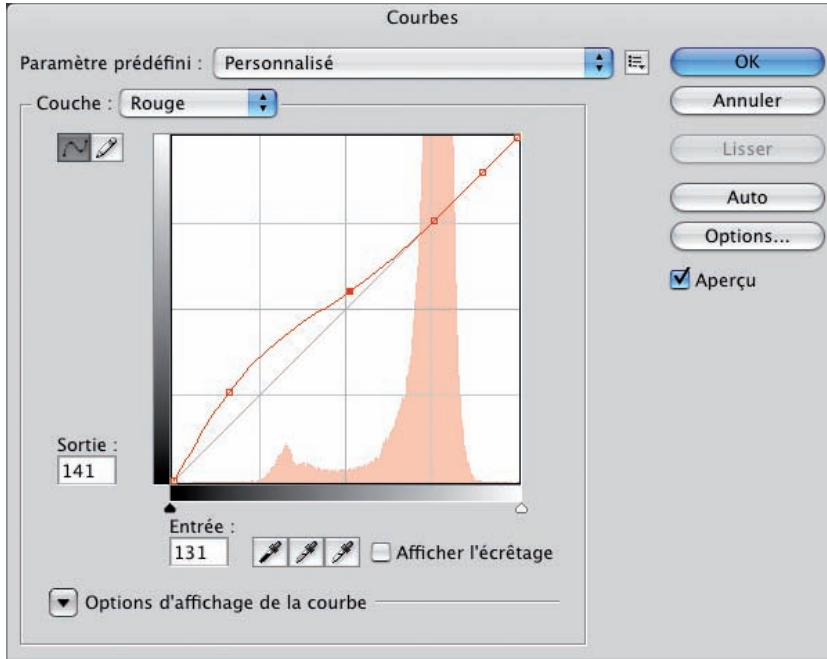 Courbes
Paramètre prédéfini : Personnalisé
OK
Couche : Rouge
Annuler
Lisser
Auto
Options...
Aperçu
Sortie :
141
Entrée :
131
Afficher l'écrêtage
Options d'affichage de la courbe